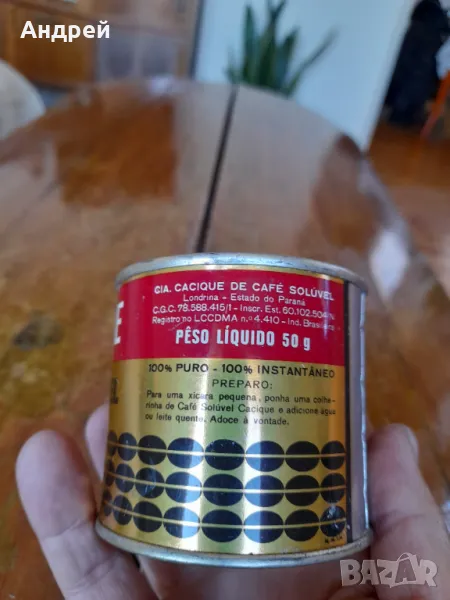 Андрей
CIA. CACIQUE DE CAFÉ SOLÚVEL
Londrina - Estado do Paraná
C.G.C. 78.588.415/1 - Inscr. Est. 60.102.504/N
Registro no LCCDMA n.º 4.410 - Ind. Brasileira
PÊSO LÍQUIDO 50 g
E
100% PURO - 100% INSTANTÂNEO
PREPARO:
Para uma xícara pequena, ponha uma colhe-
rinha de Café Solúvel Cacique e adicione água
ou leite quente. Adoce à vontade.
BAZAR